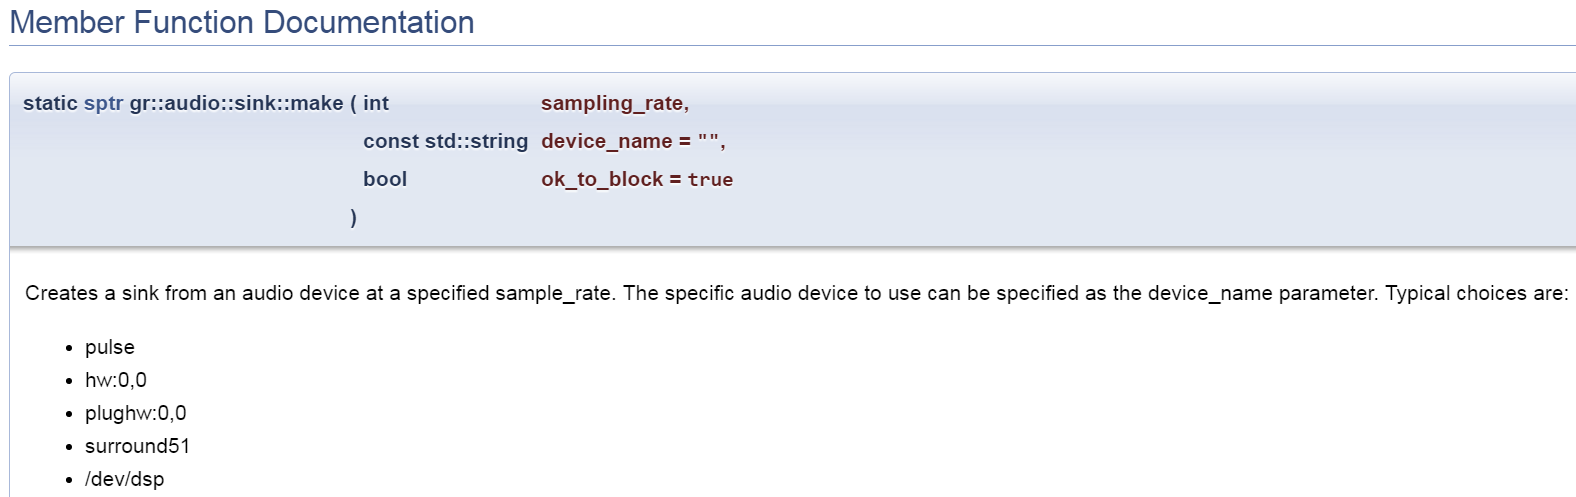 Member Function Documentation
static sptr gr::audio::sink::make ( int sampling_rate,
const std::string device_name = "",
bool ok_to_block = true
)
Creates a sink from an audio device at a specified sample_rate. The specific audio device to use can be specified as the device_name parameter. Typical choices are:
• pulse
• hw:0,0
• plughw:0,0
• surround51
• /dev/dsp